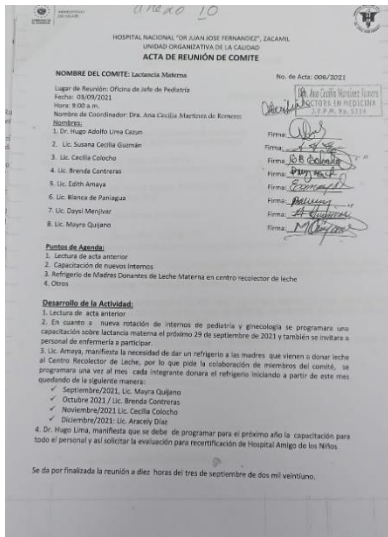 anexo 10
HOSPITAL NACIONAL "DR JUAN JOSE FERNANDEZ", ZACAMIL
UNIDAD ORGANIZATIVA DE LA CALIDAD
ACTA DE REUNIÓN DE COMITE
NOMBRE DEL COMITÉ: Lactancia Materna
No. de Acta: 006/2021
Lugar de Reunión: Oficina de Jefe de Pediatría
Fecha: 03/09/2021
Hora: 9:00 a.m.
Nombre de Coordinador: Dra. Ana Cecilia Martínez de Romero
Dra. Ana Cecilia Martínez Romero
DOCTORA EN MEDICINA
Nombres:
1. Dr. Hugo Adolfo Lima Cazun
Firma:
2. Lic. Susana Cecilia Guzmán
Firma:
3. Lic. Cecilia Colocho
Firma:
4. Lic. Brenda Contreras
Firma:
5. Lic. Edith Amaya
Firma:
6. Lic. Blanca de Paniagua
Firma:
7. Lic. Daysi Menjivar
Firma:
8. Lic. Mayra Quijano
Firma:
Puntos de Agenda:
1. Lectura de acta anterior
2. Capacitación de nuevos internos
3. Refrigerio de Madres Donantes de Leche Materna en centro recolector de leche
4. Otros
Desarrollo de la Actividad:
1. Lectura de acta anterior
2. En cuanto a nueva rotación de internos de pediatría y ginecología se programara una
capacitación sobre lactancia materna el próximo 29 de septiembre de 2021 y también se invitara a
personal de enfermería a participar.
3. Lic. Amaya, manifiesta la necesidad de dar un refrigerio a las madres que vienen a donar leche
al Centro Recolector de Leche, por lo que pide la colaboración de miembros del comité, se
programara una vez al mes cada integrante donara el refrigerio iniciando a partir de este mes
quedando de la siguiente manera:
✓ Septiembre/2021, Lic. Mayra Quijano
✓ Octubre 2021 / Lic. Brenda Contreras
✓ Noviembre/2021 Lic. Cecilia Colocho
✓ Diciembre/2021: Lic. Aracely Díaz
4. Dr. Hugo Lima, manifiesta que se debe de programar para el próximo año la capacitación para
todo el personal y así solicitar la evaluación para recertificación de Hospital Amigo de los Niños
Se da por finalizada la reunión a diez horas del tres de septiembre de dos mil veintiuno.